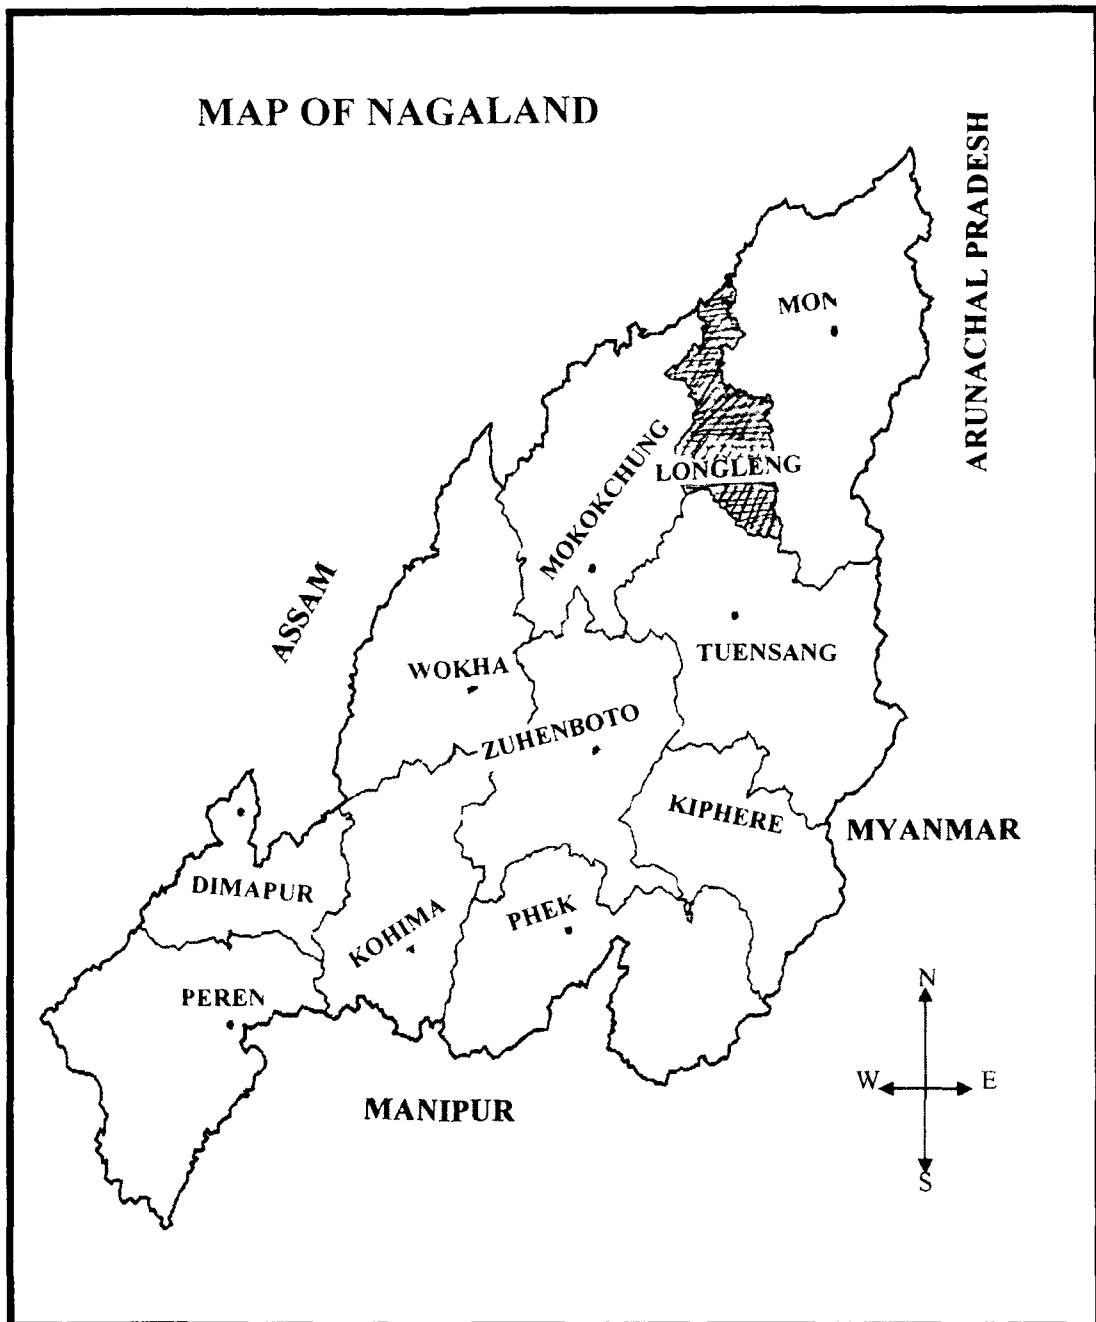 MAP OF NAGALAND
ARUNACHAL PRADESH
MON
LONGLENG
MOKOKCHUNG
ASSAM
TUENSANG
WOKHA
ZUHENBOTO
KIPHERE
MYANMAR
DIMAPUR
PHEK
KOHIMA
PEREN
MANIPUR
N
W
E
S